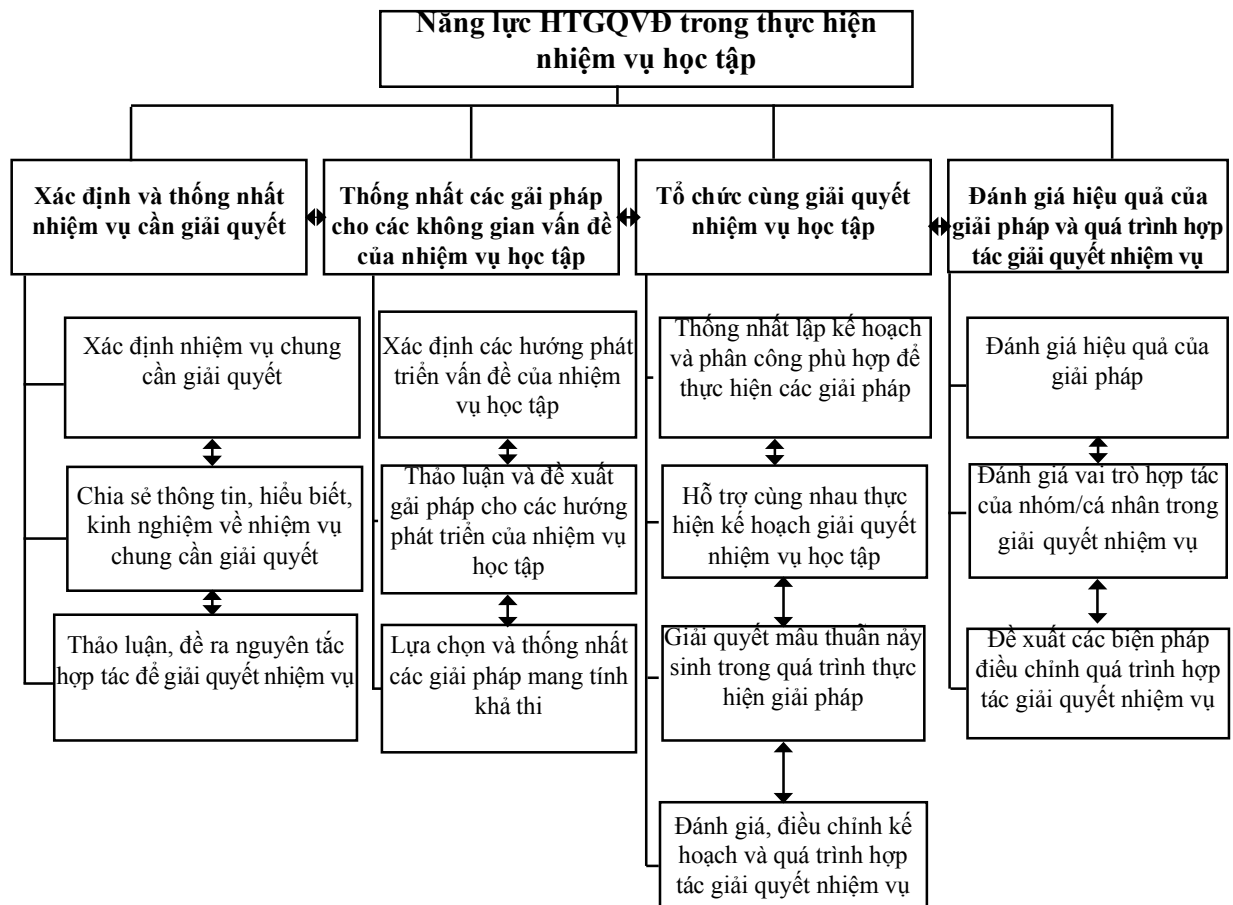 Năng lực HTGQVĐ trong thực hiện
nhiệm vụ học tập
Xác định và thống nhất
nhiệm vụ cần giải quyết
Thống nhất các gải pháp
cho các không gian vấn đề
của nhiệm vụ học tập
Tổ chức cùng giải quyết
nhiệm vụ học tập
Đánh giá hiệu quả của
giải pháp và quá trình hợp
tác giải quyết nhiệm vụ
Xác định nhiệm vụ chung
cần giải quyết
Chia sẻ thông tin, hiểu biết,
kinh nghiệm về nhiệm vụ
chung cần giải quyết
Thảo luận, đề ra nguyên tắc
hợp tác để giải quyết nhiệm vụ
Xác định các hướng phát
triển vấn đề của nhiệm
vụ học tập
Thảo luận và đề xuất
gải pháp cho các hướng
phát triển của nhiệm vụ
học tập
Lựa chọn và thống nhất
các giải pháp mang tính
khả thi
Thống nhất lập kế hoạch
và phân công phù hợp để
thực hiện các giải pháp
Hỗ trợ cùng nhau thực
hiện kế hoạch giải quyết
nhiệm vụ học tập
Giải quyết mâu thuẫn nảy
sinh trong quá trình thực
hiện giải pháp
Đánh giá, điều chỉnh kế
hoạch và quá trình hợp
tác giải quyết nhiệm vụ
Đánh giá hiệu quả của
giải pháp
Đánh giá vai trò hợp tác
của nhóm/cá nhân trong
giải quyết nhiệm vụ
Đề xuất các biện pháp
điều chỉnh quá trình hợp
tác giải quyết nhiệm vụ